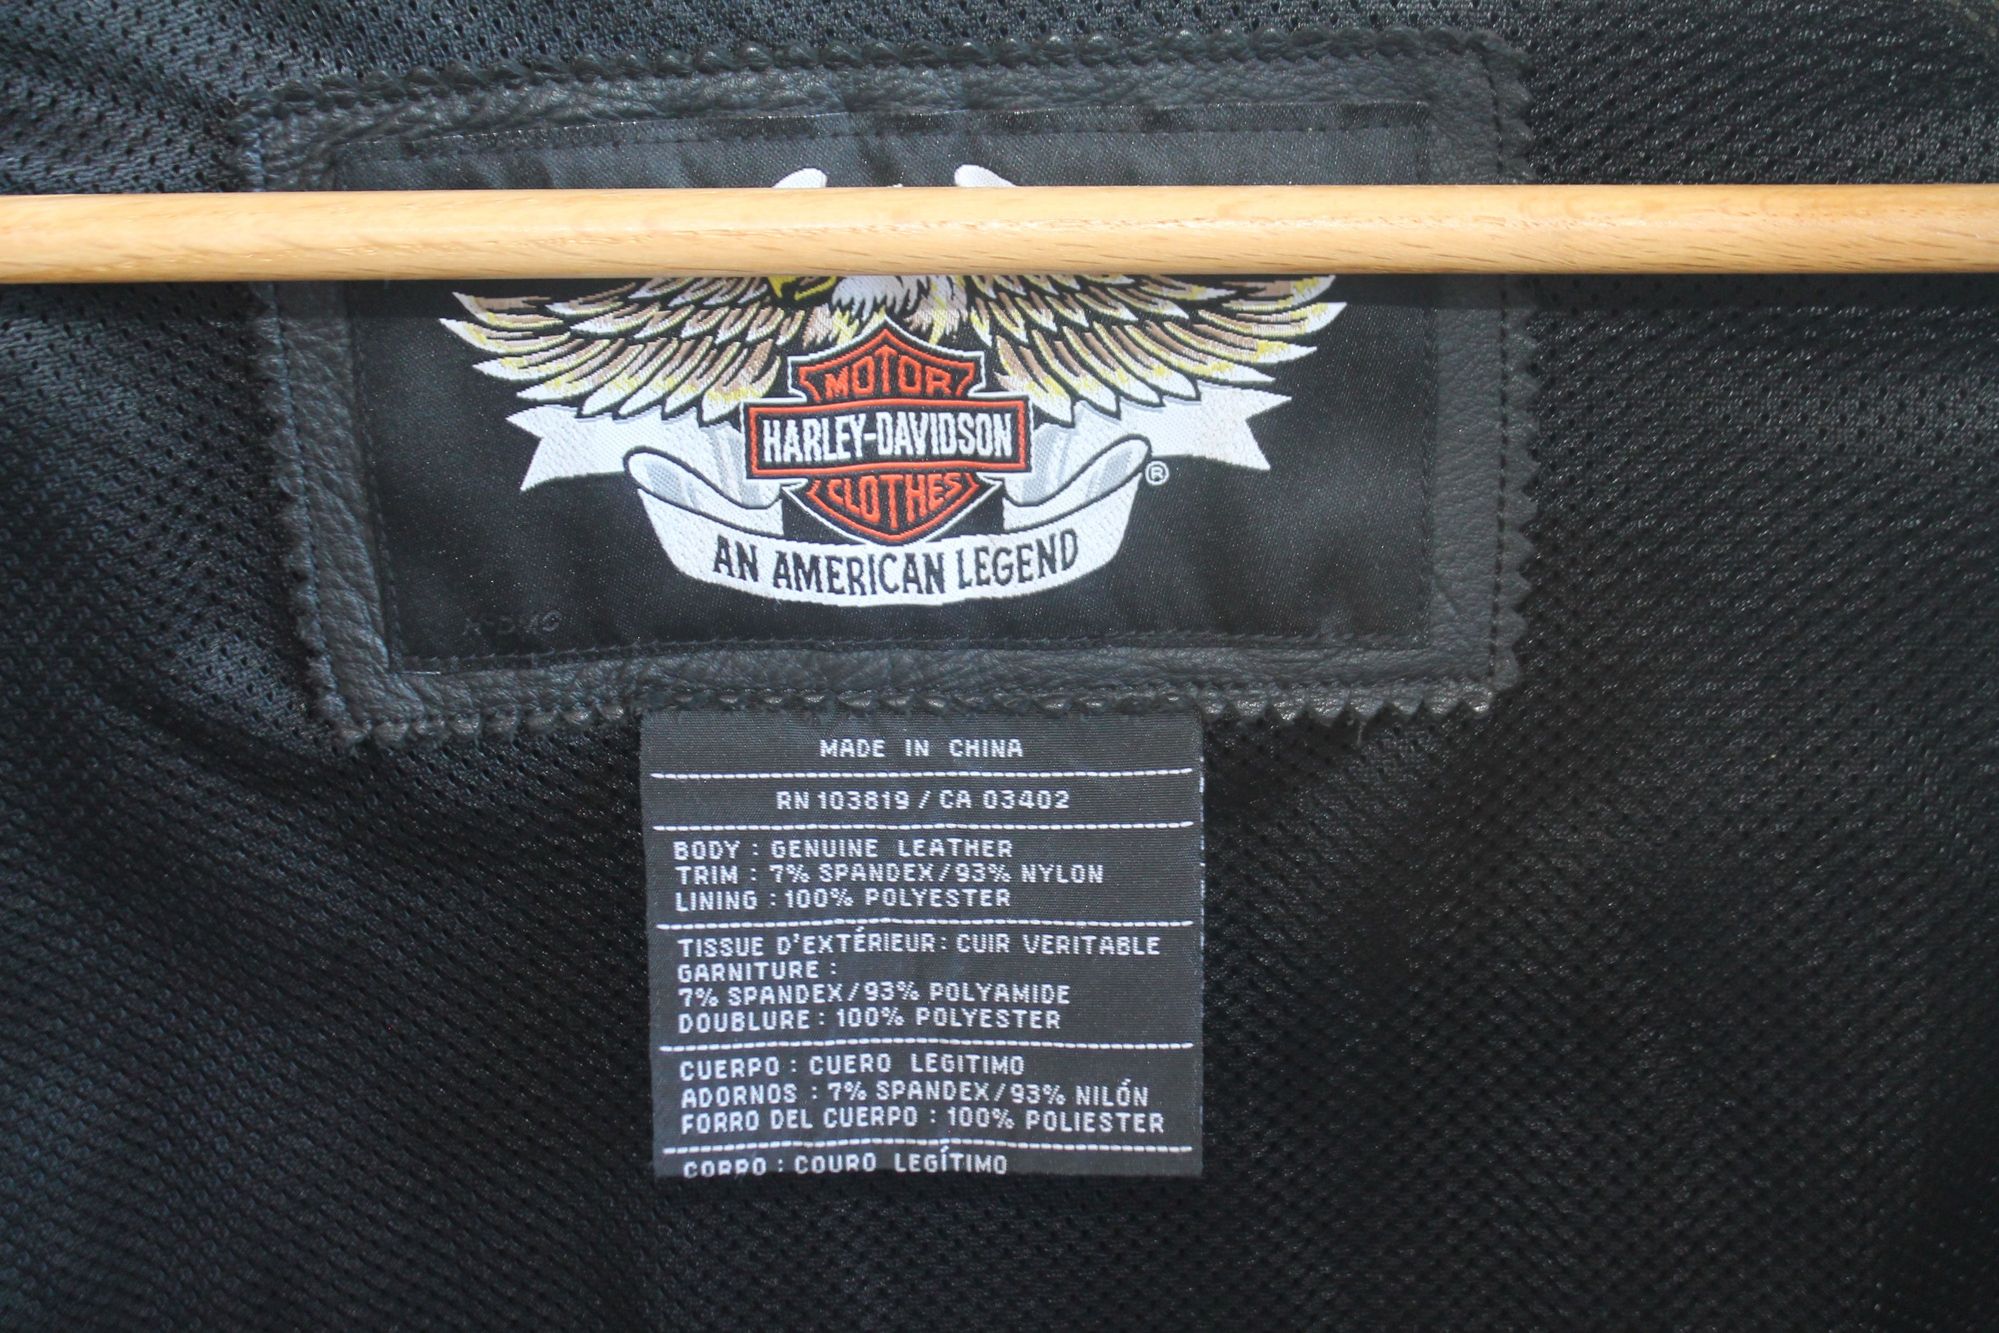 MOTOR
HARLEY-DAVIDSON
CLOTHES
®
AN AMERICAN LEGEND
MADE IN CHINA
RN 103819 / CA 03402
BODY : GENUINE LEATHER
TRIM : 7% SPANDEX/93% NYLON
LINING : 100% POLYESTER
TISSUE D'EXTÉRIEUR: CUIR VERITABLE
GARNITURE :
7% SPANDEX/93% POLYAMIDE
DOUBLURE : 100% POLYESTER
CUERPO : CUERO LEGITIMO
ADORNOS : 7% SPANDEX/93% NILÓN
FORRO DEL CUERPO : 100% POLIESTER
CORPO : COURO LEGÍTIMO